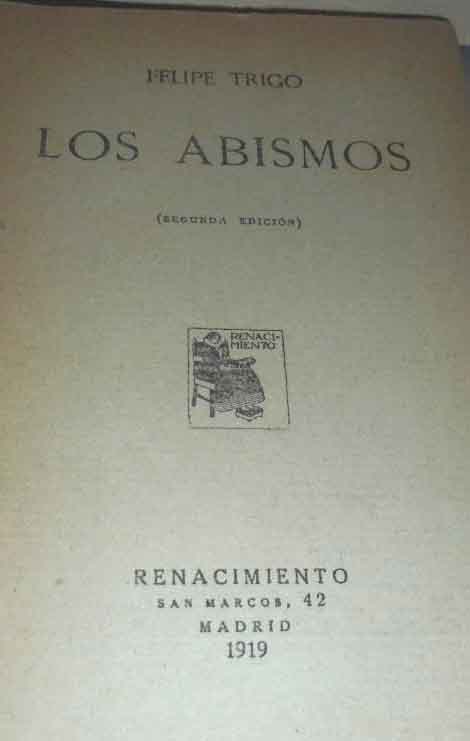 FELIPE TRIGO
LOS ABISMOS
(SEGUNDA EDICIÓN)
RENACI-
MIENTO
RENACIMIENTO
SAN MARCOS, 42
MADRID
1919